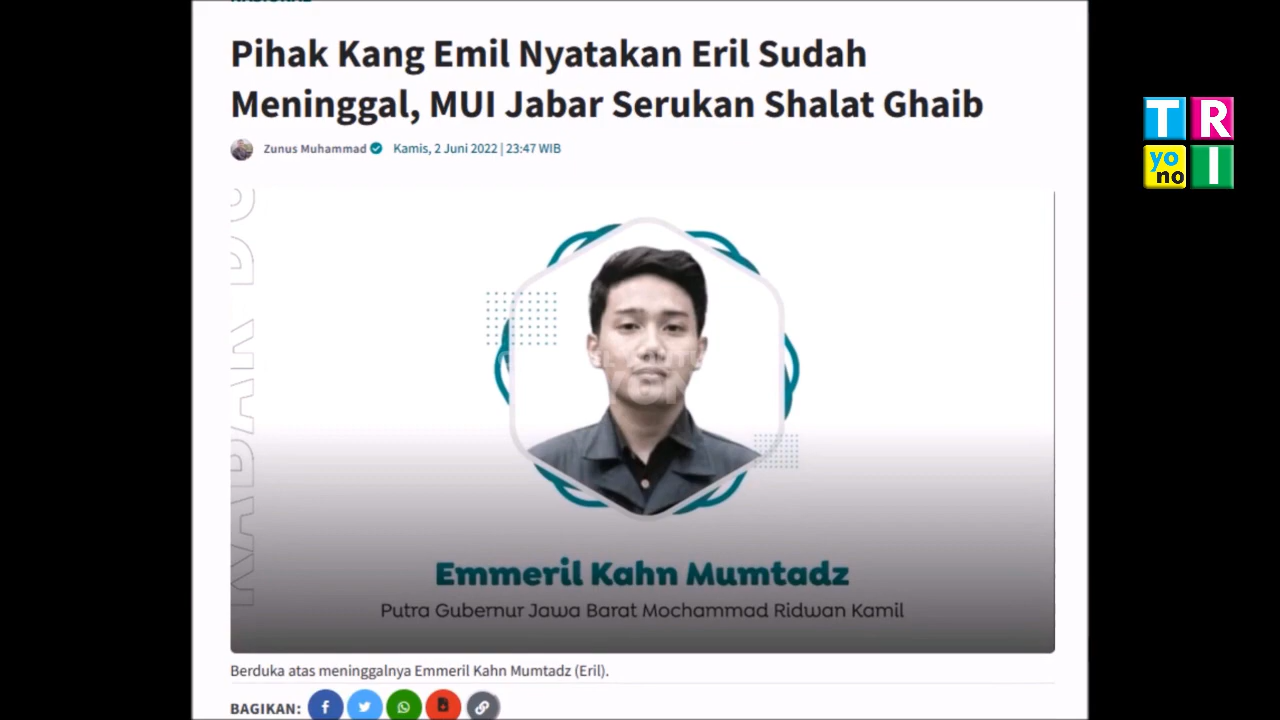 Pihak Kang Emil Nyatakan Eril Sudah
Meninggal, MUI Jabar Serukan Shalat Ghaib
Zunus Muhammad Kamis, 2 Juni 2022 | 23:47 WIB
T R
yo no I
KABAR DU
Emmeril Kahn Mumtadz
Putra Gubernur Jawa Barat Mochammad Ridwan Kamil
Berduka atas meninggalnya Emmeril Kahn Mumtadz (Eril).
BAGIKAN: